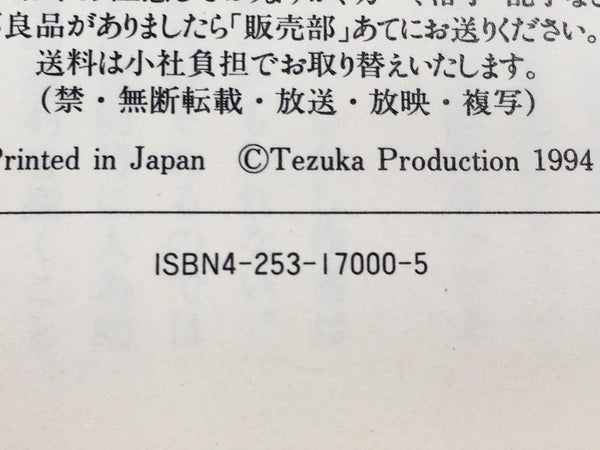 良品がありましたら「販売部」あてにお送りください。
送料は小社負担でお取り替えいたします。
(禁・無断転載・放送・放映・複写)
Printed in Japan ©Tezuka Production 1994
ISBN4-253-17000-5